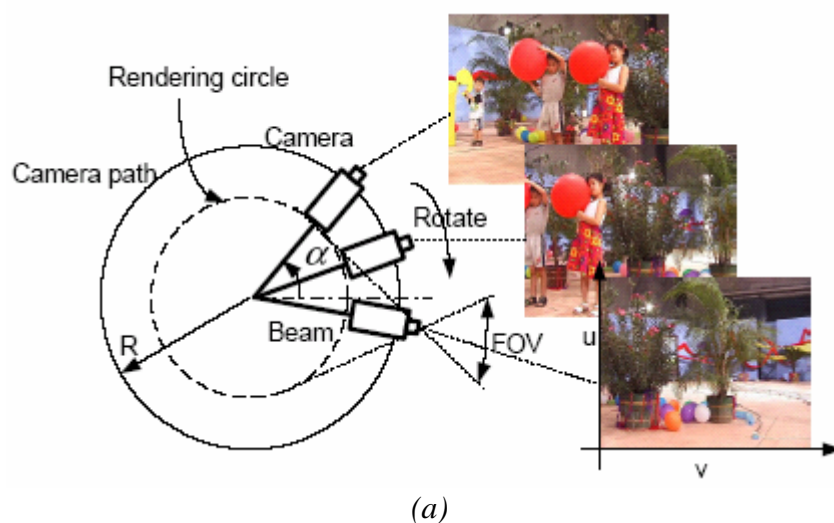 Rendering circle
Camera
Camera path
Rotate
α
Beam
FOV
R
u
v
(a)